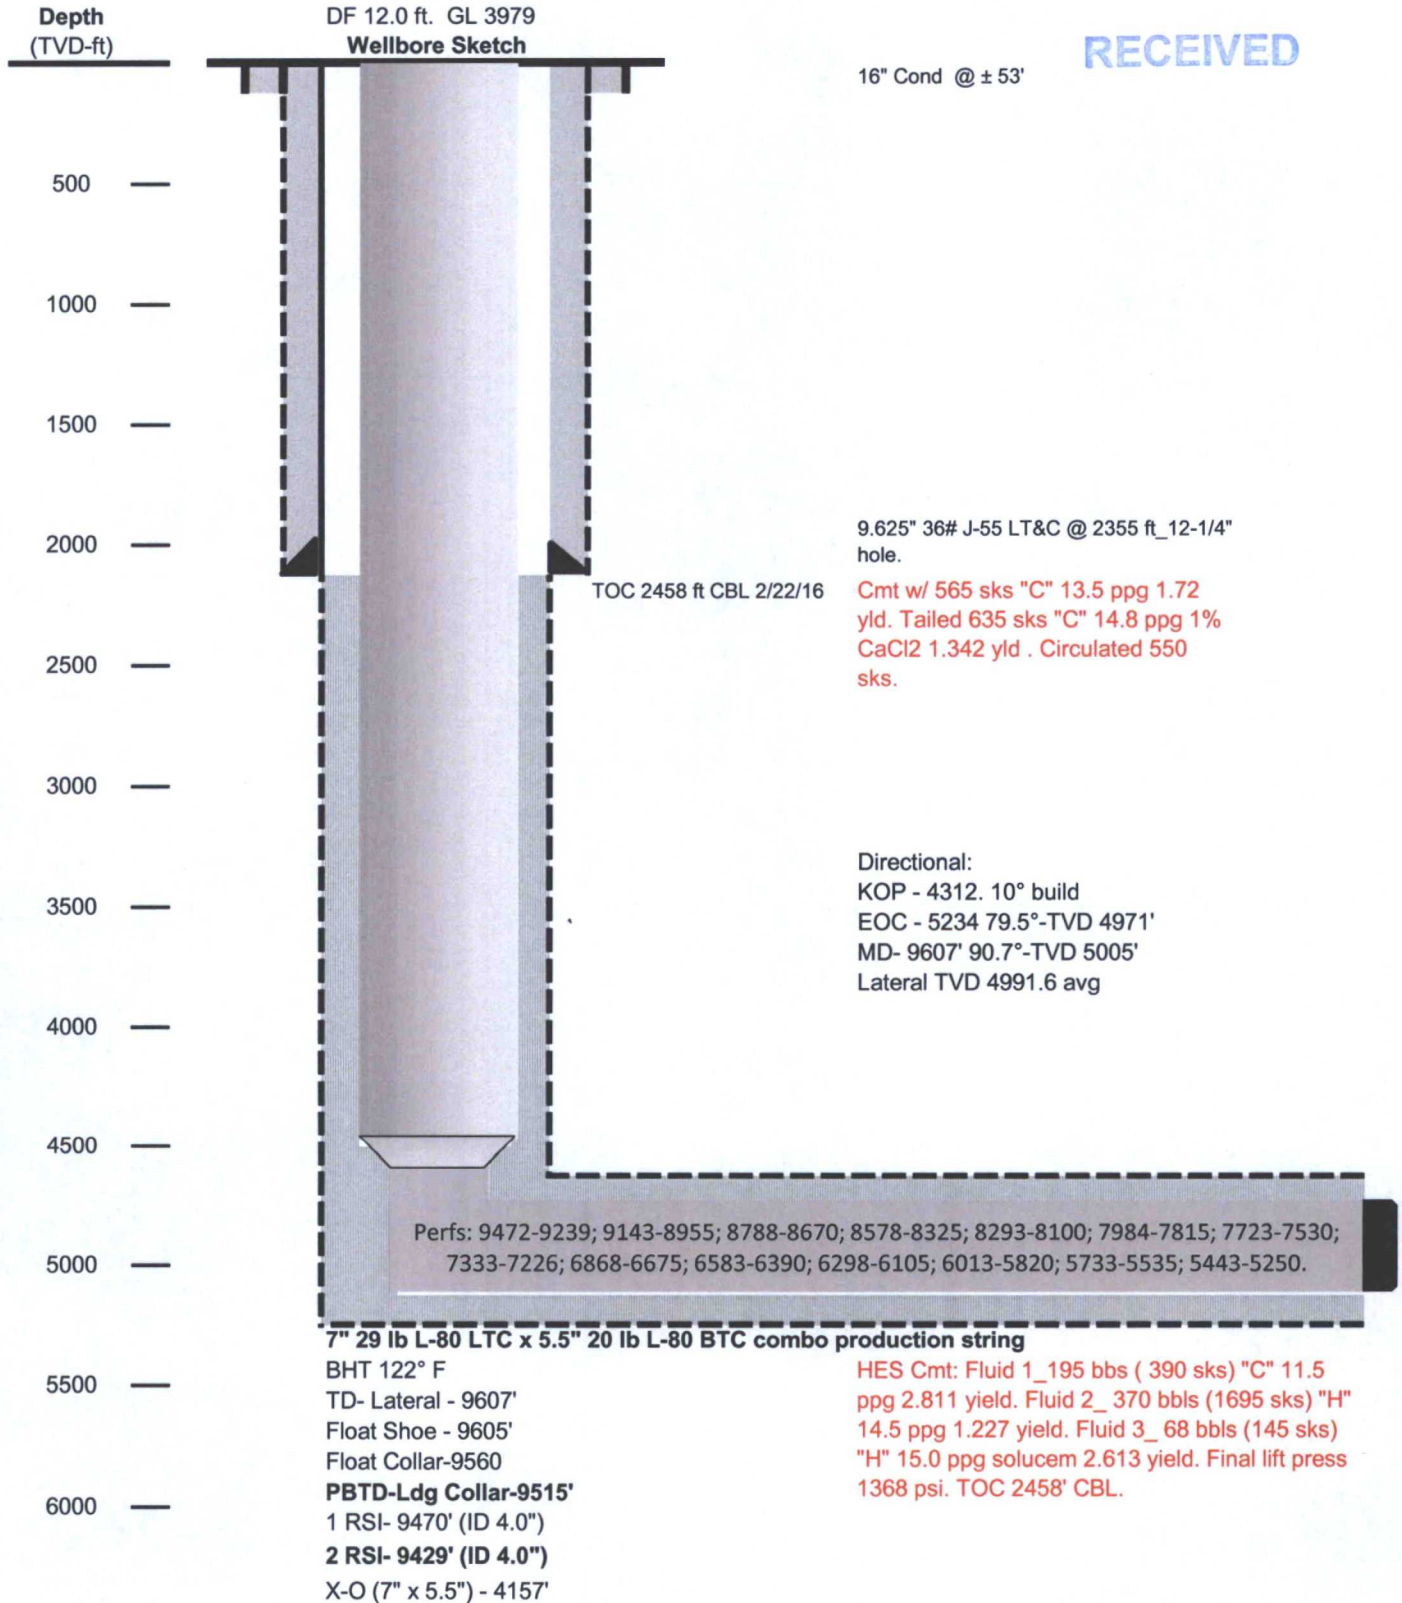 Depth
(TVD-ft)
DF 12.0 ft. GL 3979
Wellbore Sketch
RECEIVED
16" Cond @ ± 53'
500
1000
1500
2000
2500
3000
3500
4000
4500
5000
5500
6000
9.625" 36# J-55 LT&C @ 2355 ft_12-1/4"
hole.
TOC 2458 ft CBL 2/22/16
Cmt w/ 565 sks "C" 13.5 ppg 1.72
yld. Tailed 635 sks "C" 14.8 ppg 1%
CaCl2 1.342 yld . Circulated 550
sks.
Directional:
KOP - 4312. 10° build
EOC - 5234 79.5°-TVD 4971'
MD- 9607' 90.7°-TVD 5005'
Lateral TVD 4991.6 avg
Perfs: 9472-9239; 9143-8955; 8788-8670; 8578-8325; 8293-8100; 7984-7815; 7723-7530;
7333-7226; 6868-6675; 6583-6390; 6298-6105; 6013-5820; 5733-5535; 5443-5250.
7" 29 lb L-80 LTC x 5.5" 20 lb L-80 BTC combo production string
BHT 122° F
TD- Lateral - 9607'
Float Shoe - 9605'
Float Collar-9560
PBTD-Ldg Collar-9515'
1 RSI- 9470' (ID 4.0")
2 RSI- 9429' (ID 4.0")
X-O (7" x 5.5") - 4157'
HES Cmt: Fluid 1_195 bbs ( 390 sks) "C" 11.5
ppg 2.811 yield. Fluid 2_ 370 bbls (1695 sks) "H"
14.5 ppg 1.227 yield. Fluid 3_ 68 bbls (145 sks)
"H" 15.0 ppg solucem 2.613 yield. Final lift press
1368 psi. TOC 2458' CBL.